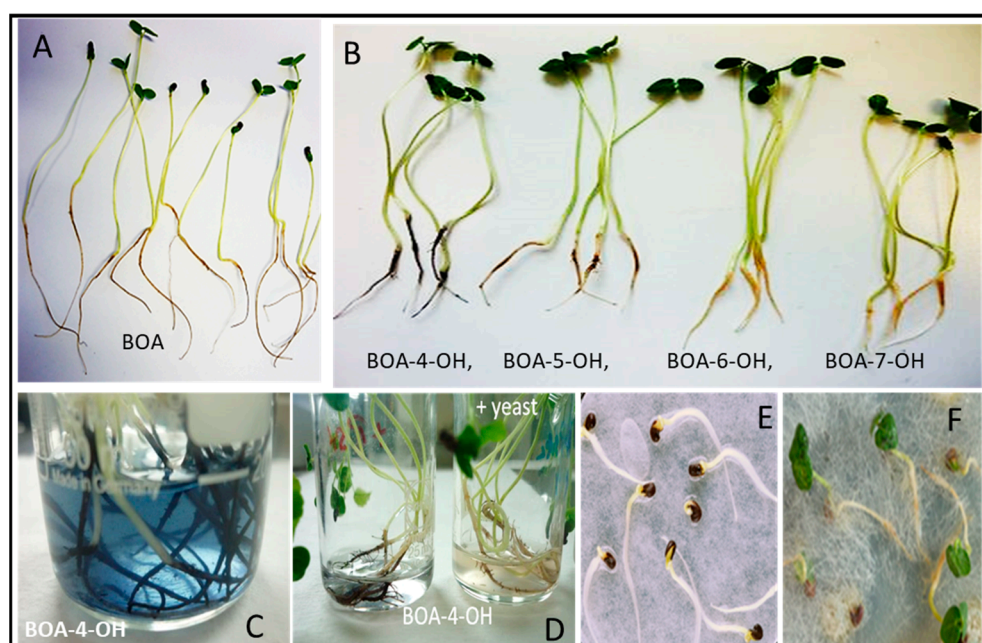 A
BOA
B
BOA-4-OH, BOA-5-OH, BOA-6-OH, BOA-7-OH
Made in Germany
BOA-4-OH
C
+ yeast
BOA-4-OH
D
E
F